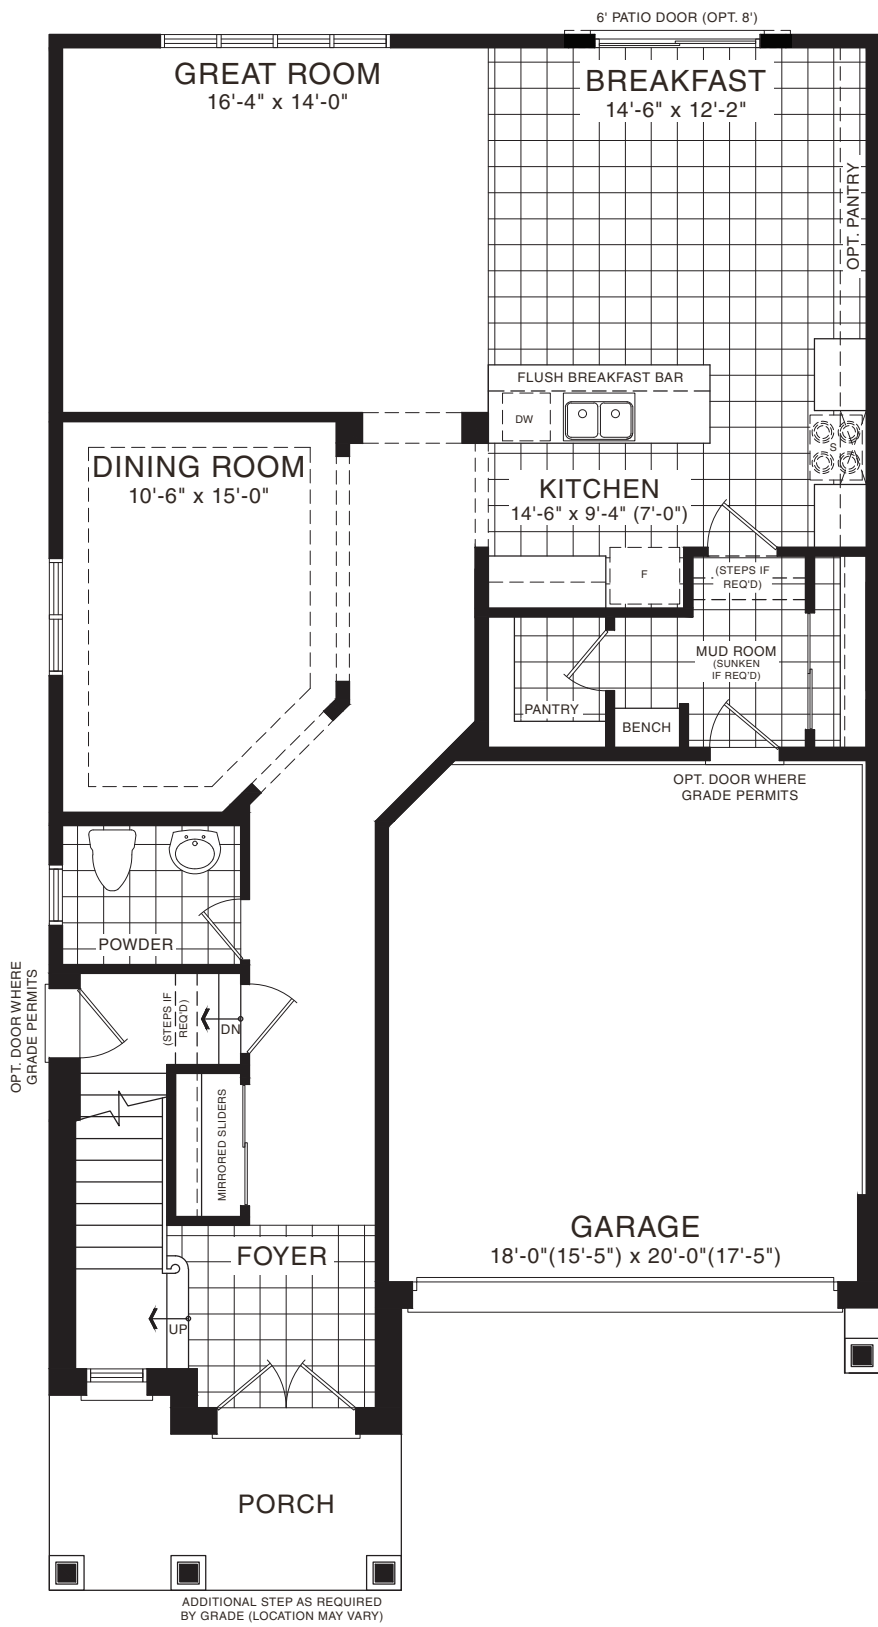 6' PATIO DOOR (OPT. 8')
GREAT ROOM
16'-4" x 14'-0"
BREAKFAST
14'-6" x 12'-2"
OPT. PANTRY
FLUSH BREAKFAST BAR
DW
S
DINING ROOM
10'-6" x 15'-0"
KITCHEN
14'-6" x 9'-4" (7'-0")
F
(STEPS IF
REQ'D)
MUD ROOM
(SUNKEN
IF REQ'D)
PANTRY
BENCH
OPT. DOOR WHERE
GRADE PERMITS
POWDER
OPT. DOOR WHERE
GRADE PERMITS
(STEPS IF
REQ'D)
DN
MIRRORED SLIDERS
GARAGE
18'-0"(15'-5") x 20'-0"(17'-5")
FOYER
UP
PORCH
ADDITIONAL STEP AS REQUIRED
BY GRADE (LOCATION MAY VARY)